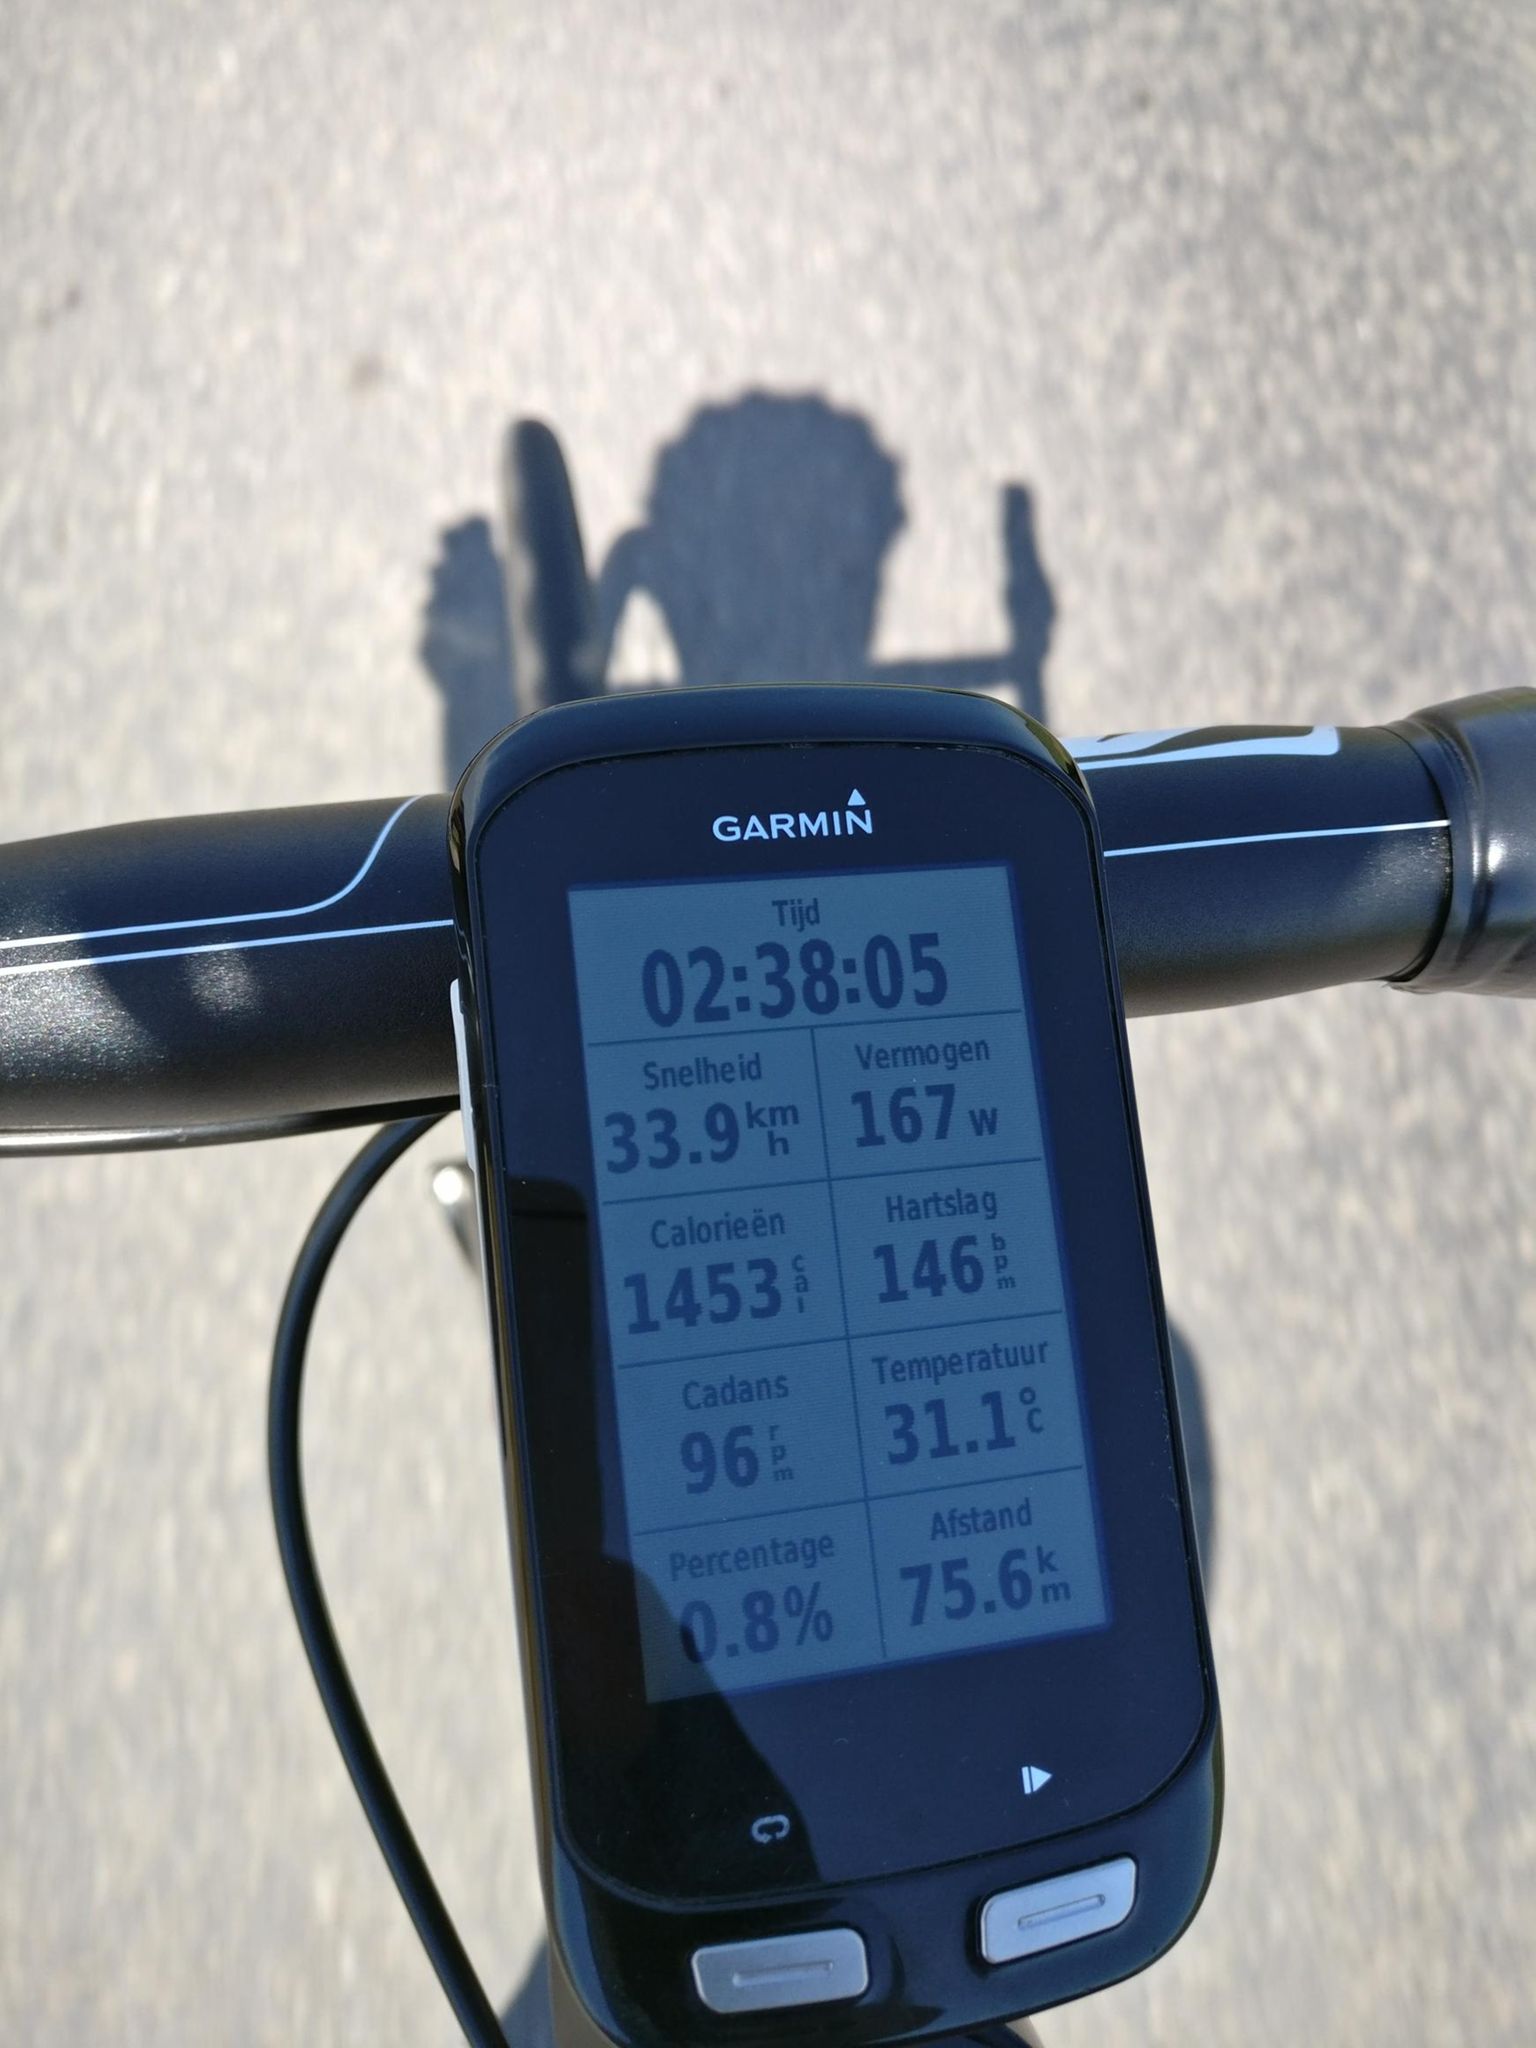 GARMIN
Tijd
02:38:05
Snelheid
33.9 km h
Vermogen
167 w
Calorieën
1453 cal
Hartslag
146 bpm
Cadans
96 rpm
Temperatuur
31.1 °C
Percentage
0.8%
Afstand
75.6 km